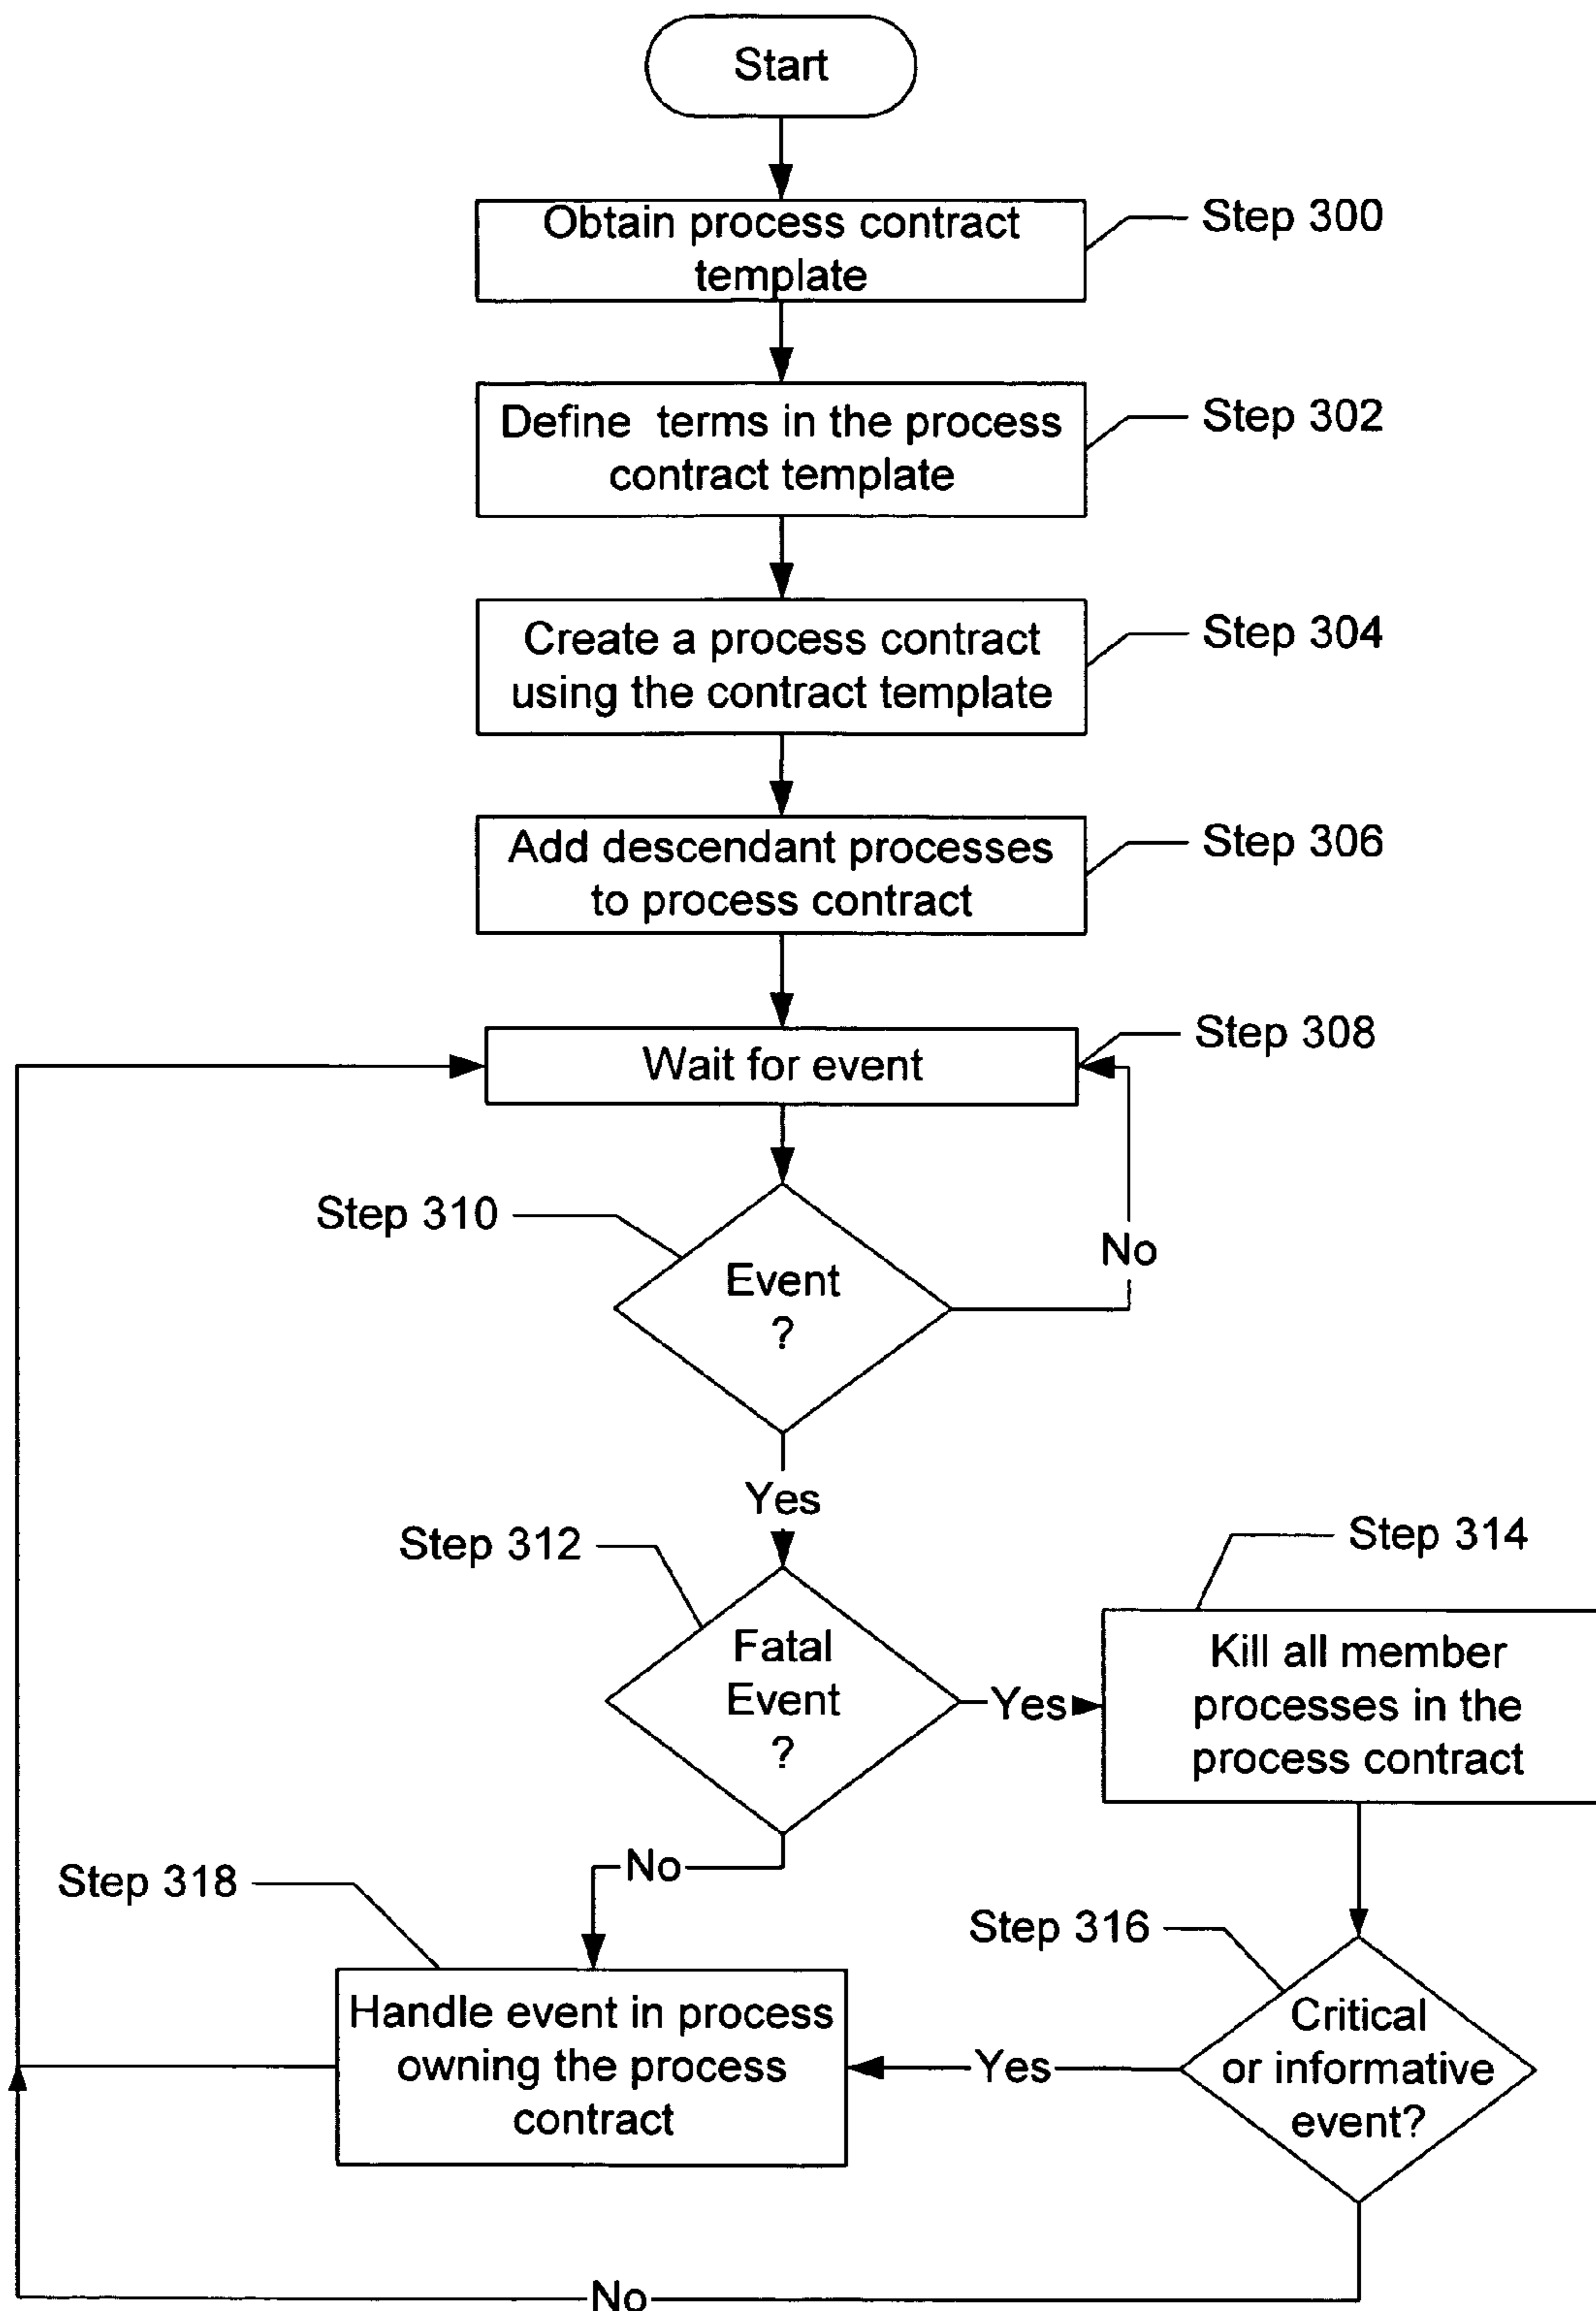 Start
Obtain process contract
template
Step 300
Define terms in the process
contract template
Step 302
Create a process contract
using the contract template
Step 304
Add descendant processes
to process contract
Step 306
Wait for event
Step 308
Step 310
Event
?
No
Yes
Step 312
Fatal
Event
?
Yes
Step 314
Kill all member
processes in the
process contract
No
Step 318
Step 316
Handle event in process
owning the process
contract
Yes
Critical
or informative
event?
No